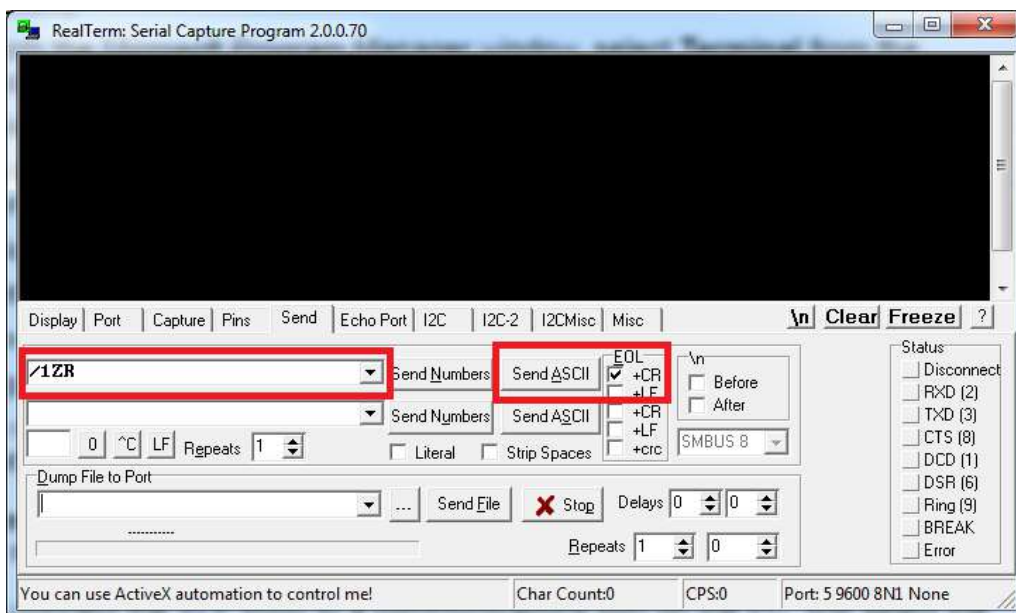 RealTerm: Serial Capture Program 2.0.0.70
Display Port Capture Pins Send Echo Port I2C I2C-2 I2CMisc Misc \n Clear Freeze ?
/1ZR Send Numbers Send ASCII
EOL
+CR
+LF
\n
Before
After
Send Numbers Send ASCII
+CR
+LF
+crc
SMBUS 8
0 ^C LF Repeats 1
Literal Strip Spaces
Dump File to Port
... Send File Stop Delays 0 0
-----------
Repeats 1 0
Status
Disconnect
RXD (2)
TXD (3)
CTS (8)
DCD (1)
DSR (6)
Ring (9)
BREAK
Error
You can use ActiveX automation to control me! Char Count:0 CPS:0 Port: 5 9600 8N1 None